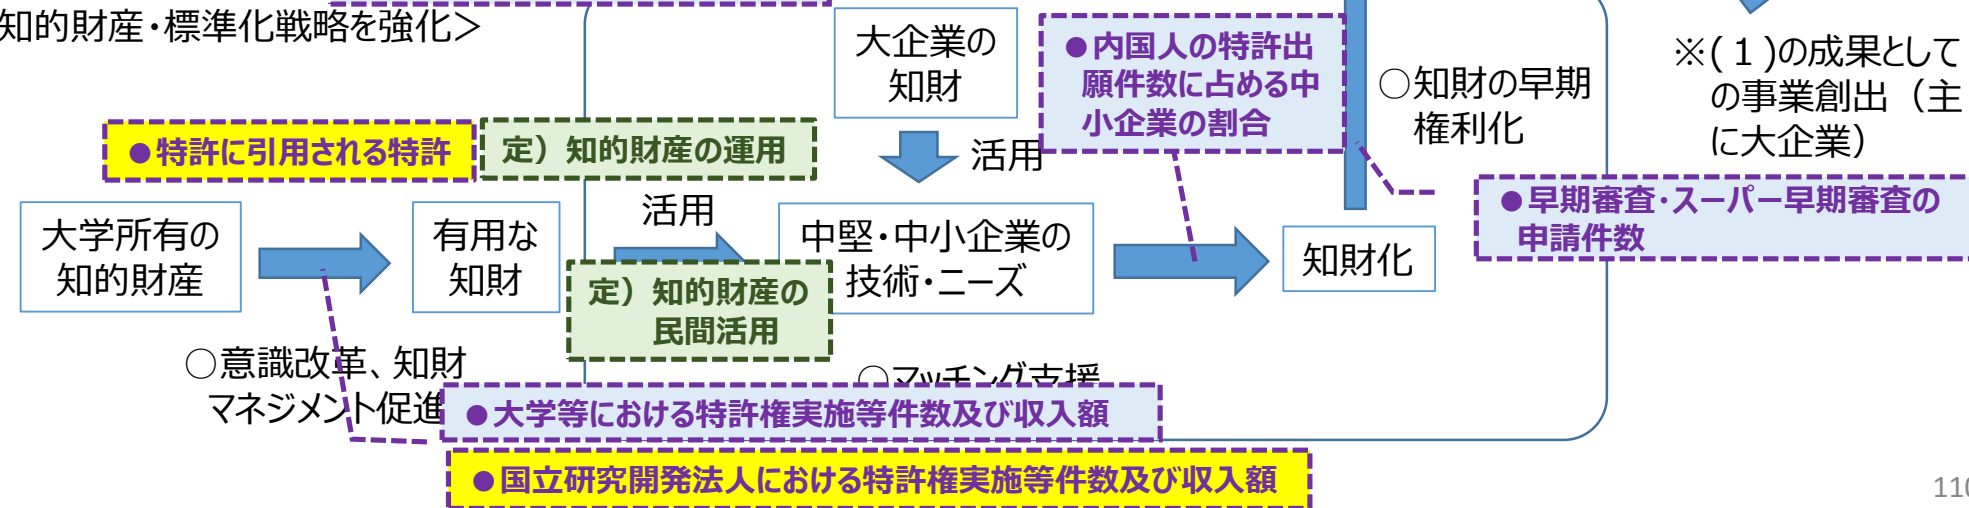 知的財産・標準化戦略を強化＞
大企業の
知財
●内国人の特許出
願件数に占める中
小企業の割合
○知財の早期
権利化
※(１)の成果として
の事業創出（主
に大企業）
●特許に引用される特許
定）知的財産の運用
活用
●早期審査・スーパー早期審査の
申請件数
大学所有の
知的財産
有用な
知財
活用
中堅・中小企業の
技術・ニーズ
知財化
定）知的財産の
民間活用
○意識改革、知財
マネジメント促進
○マッチング支援
●大学等における特許権実施等件数及び収入額
●国立研究開発法人における特許権実施等件数及び収入額
110